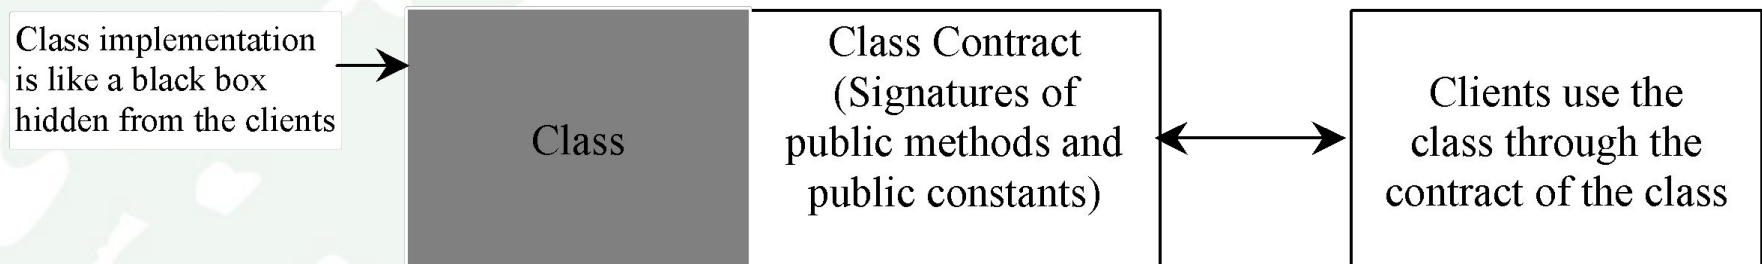 Class implementation
is like a black box
hidden from the clients
Class
Class Contract
(Signatures of
public methods and
public constants)
Clients use the
class through the
contract of the class